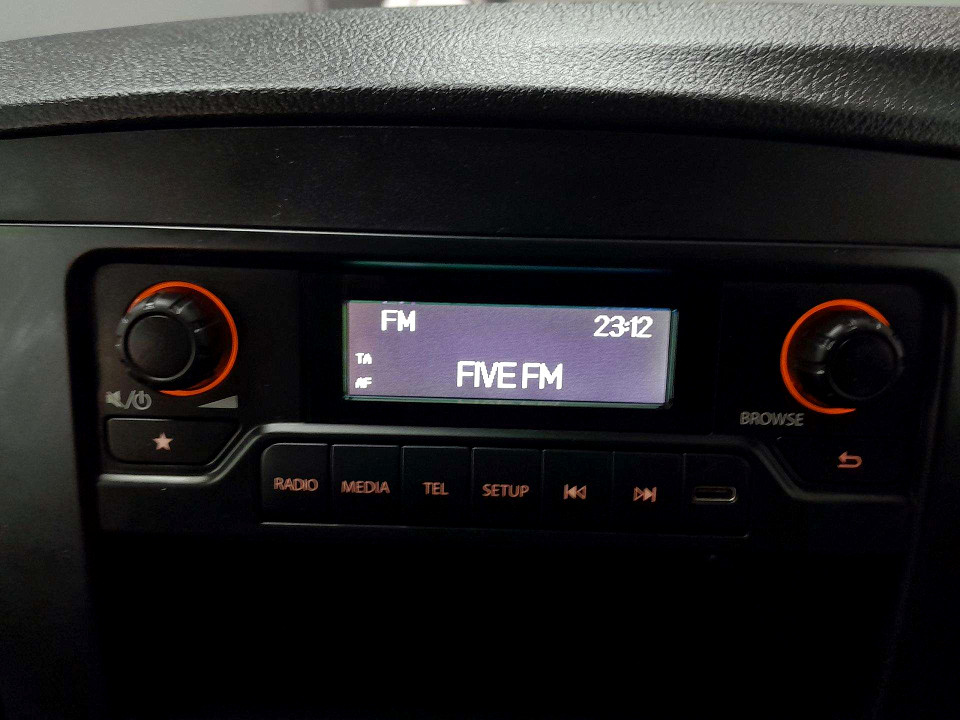 FM 23:12
TA
FIVE FM
AF
BROWSE
RADIO MEDIA TEL SETUP